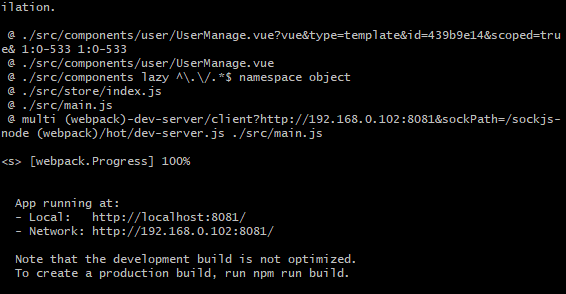 ilation.
@ ./src/components/user/UserManage.vue?vue&type=template&id=439b9e14&scoped=tru
e& 1:0-533 1:0-533
@ ./src/components/user/UserManage.vue
@ ./src/components lazy ^\.\/.*$ namespace object
@ ./src/store/index.js
@ ./src/main.js
@ multi (webpack)-dev-server/client?http://192.168.0.102:8081&sockPath=/sockjs-
node (webpack)/hot/dev-server.js ./src/main.js
<s> [webpack.Progress] 100%
App running at:
- Local:   http://localhost:8081/
- Network: http://192.168.0.102:8081/
Note that the development build is not optimized.
To create a production build, run npm run build.